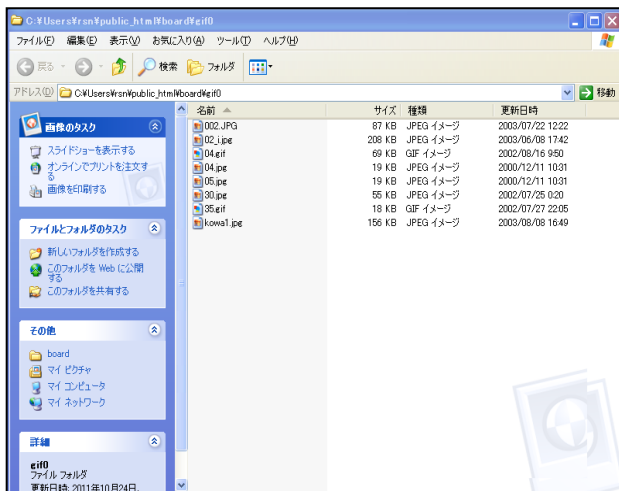 C:¥Users¥rsn¥public_html¥board¥gif0
ファイル(F) 編集(E) 表示(V) お気に入り(A) ツール(T) ヘルプ(H)
戻る 検索 フォルダ
アドレス(D) C:¥Users¥rsn¥public_html¥board¥gif0 移動
画像のタスク
スライドショーを表示する
オンラインでプリントを注文す
る
画像を印刷する
ファイルとフォルダのタスク
新しいフォルダを作成する
このフォルダを Web に公開
する
このフォルダを共有する
その他
board
マイ ピクチャ
マイ コンピュータ
マイ ネットワーク
詳細
gif0
ファイル フォルダ
更新日時: 2011年10月24日、
名前 サイズ 種類 更新日時
002.JPG 87 KB JPEG イメージ 2003/07/22 12:22
02_i.jpg 208 KB JPEG イメージ 2003/06/08 17:42
04.gif 69 KB GIF イメージ 2002/08/16 9:50
04.jpg 19 KB JPEG イメージ 2000/12/11 10:31
05.jpg 19 KB JPEG イメージ 2000/12/11 10:31
30.jpg 55 KB JPEG イメージ 2002/07/25 0:20
35.gif 18 KB GIF イメージ 2002/07/27 22:05
kowa1.jpg 156 KB JPEG イメージ 2003/08/08 16:49